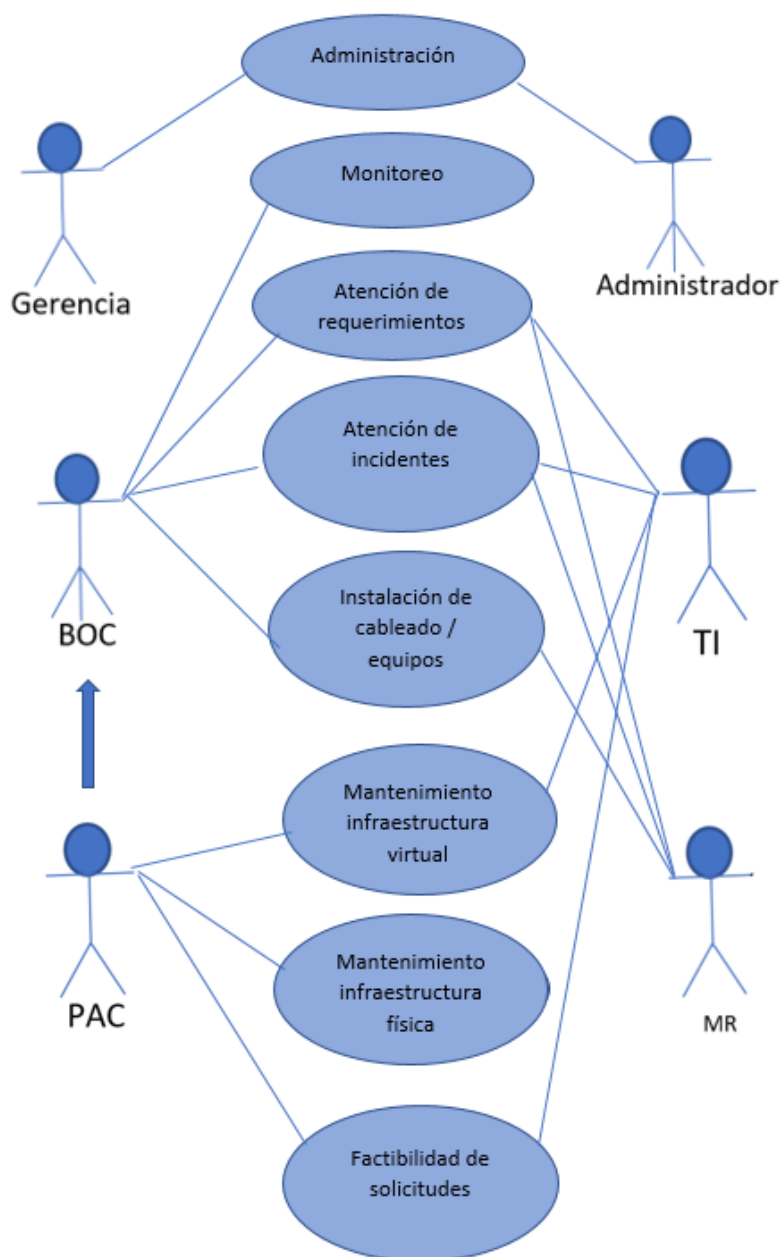 Administración
Monitoreo
Gerencia
Administrador
Atención de
requerimientos
Atención de
incidentes
BOC
TI
Instalación de
cableado /
equipos
Mantenimiento
infraestructura
virtual
PAC
MR
Mantenimiento
infraestructura
física
Factibilidad de
solicitudes